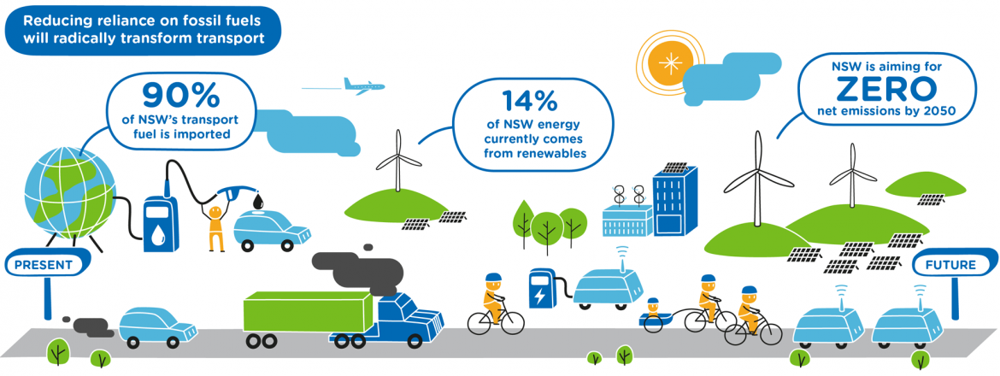 Reducing reliance on fossil fuels
will radically transform transport
90%
of NSW's transport
fuel is imported
14%
of NSW energy
currently comes
from renewables
NSW is aiming for
ZERO
net emissions by 2050
PRESENT
FUTURE